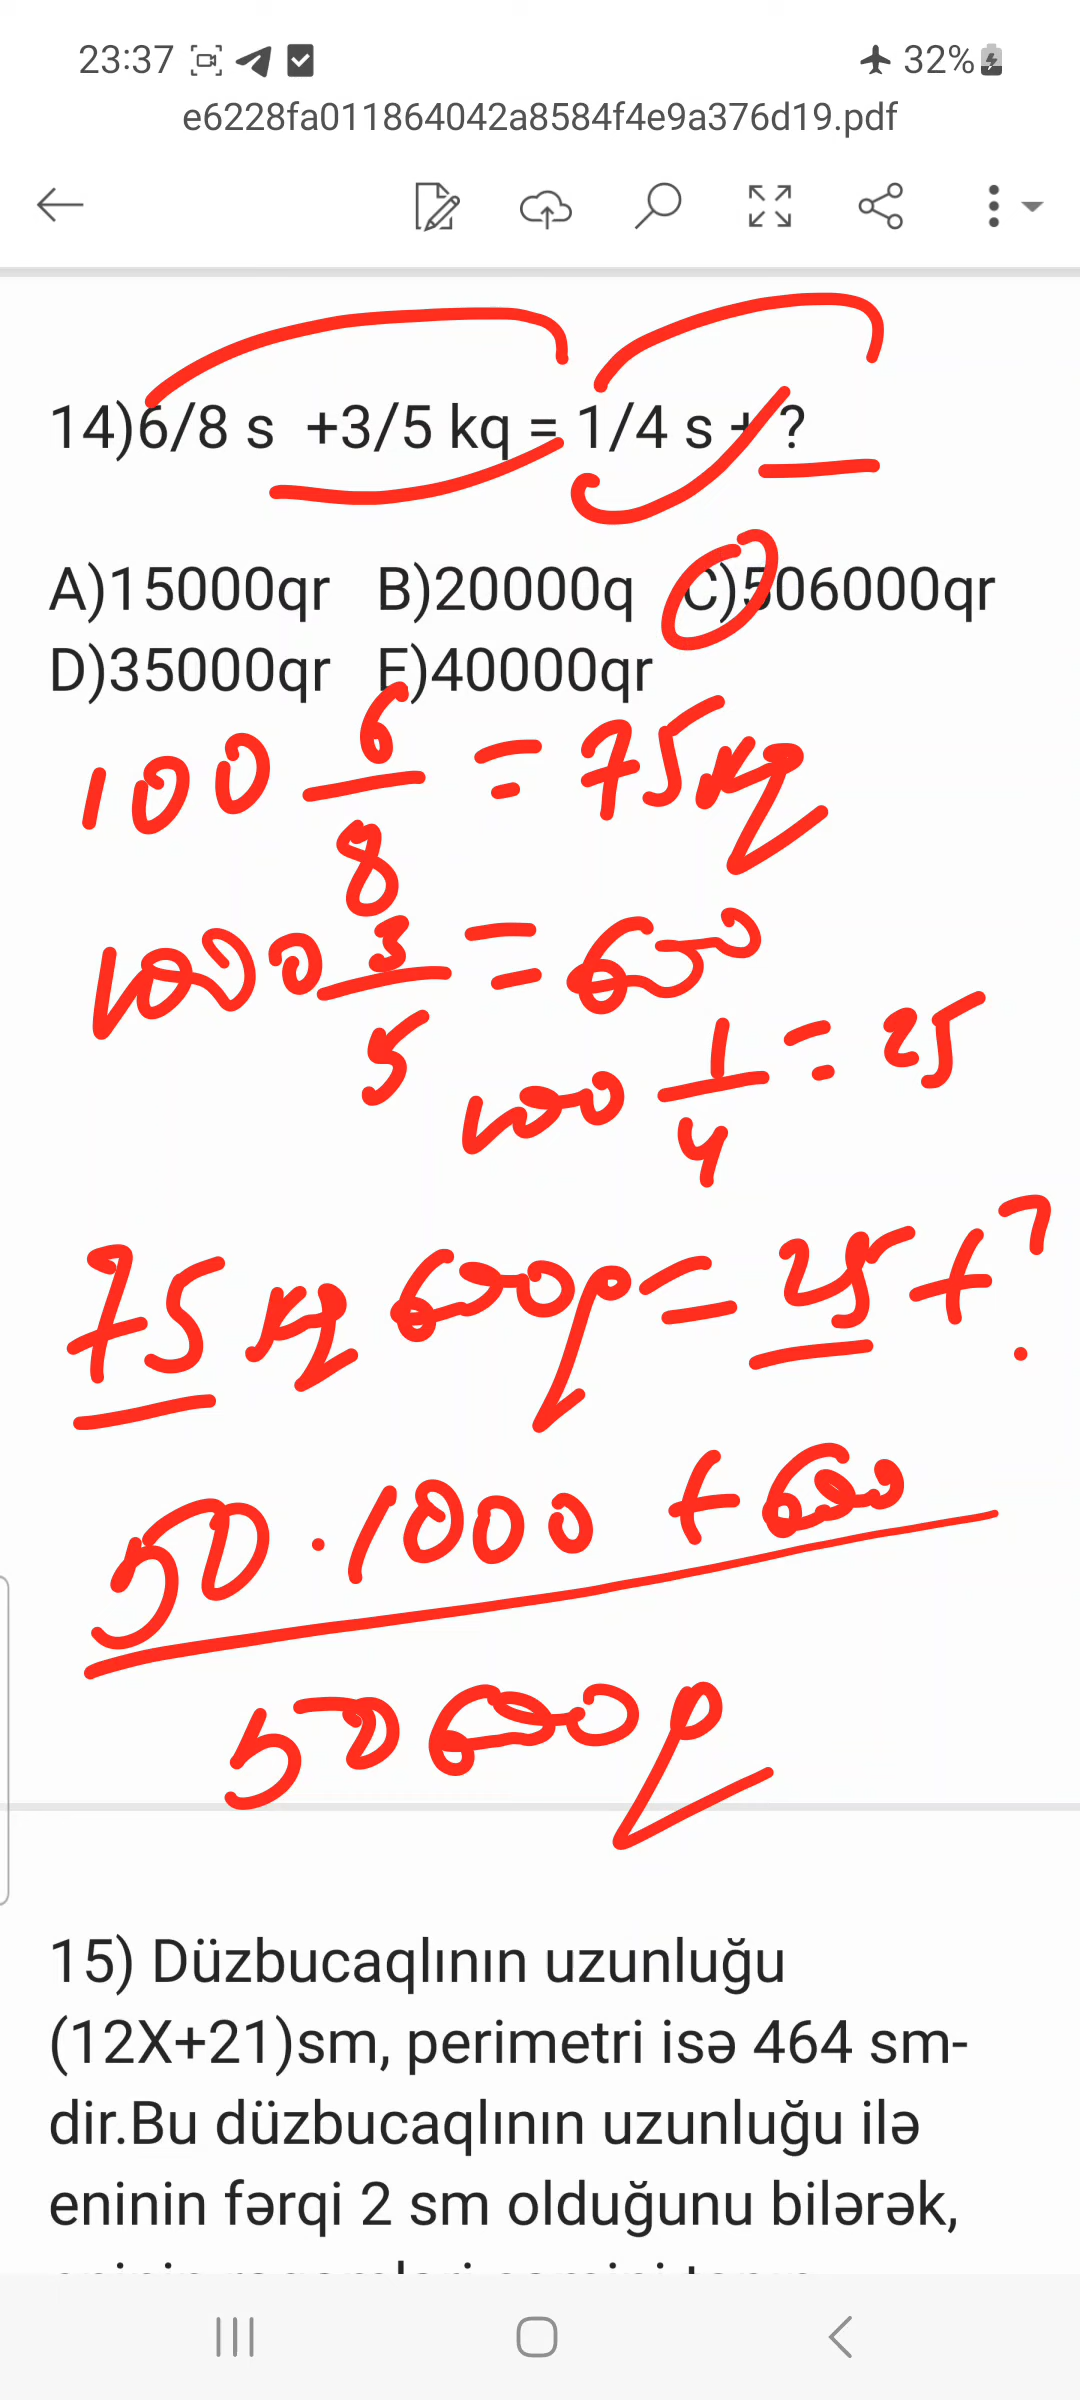 23:37 32%
e6228fa011864042a8584f4e9a376d19.pdf
14)6/8 s +3/5 kq = 1/4 s + ?
A)15000qr B)20000q C)506000qr
D)35000qr E)40000qr
100 6/8 = 75kq
1000 3/5 = 600
100 1/4 = 25
75 kq 600q = 25 + ?
50 · 1000 + 600
50600q
15) Düzbucaqlının uzunluğu
(12X+21)sm, perimetri isə 464 sm-
dir.Bu düzbucaqlının uzunluğu ilə
eninin fərqi 2 sm olduğunu bilərək,